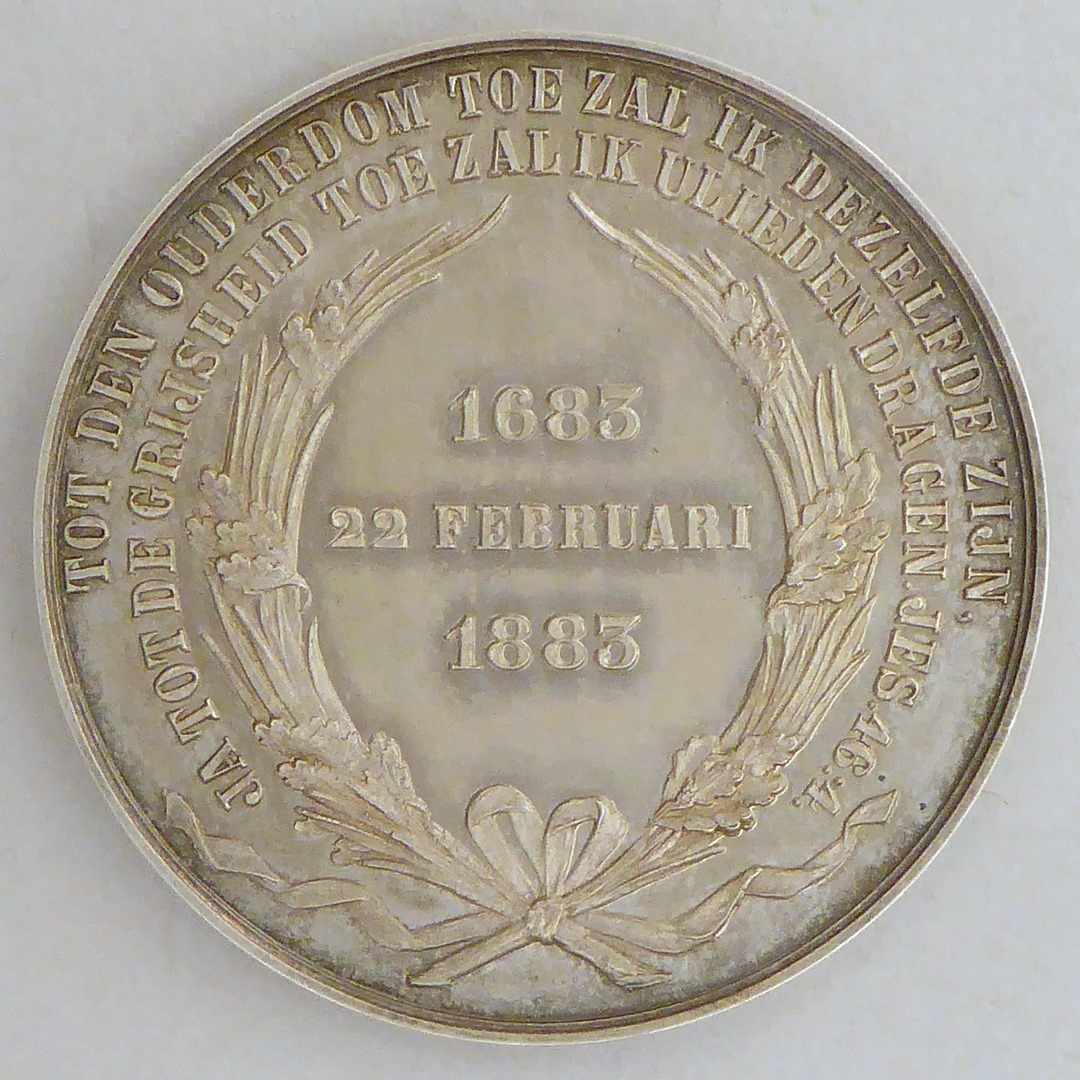 TOT DEN OUDERDOM TOE ZAL IK DEZELFDE ZIJN,
JA TOT DE GRIJSHEID TOE ZAL IK ULIEDEN DRAGEN. JES. 46.:4.
1683
22 FEBRUARI
1883